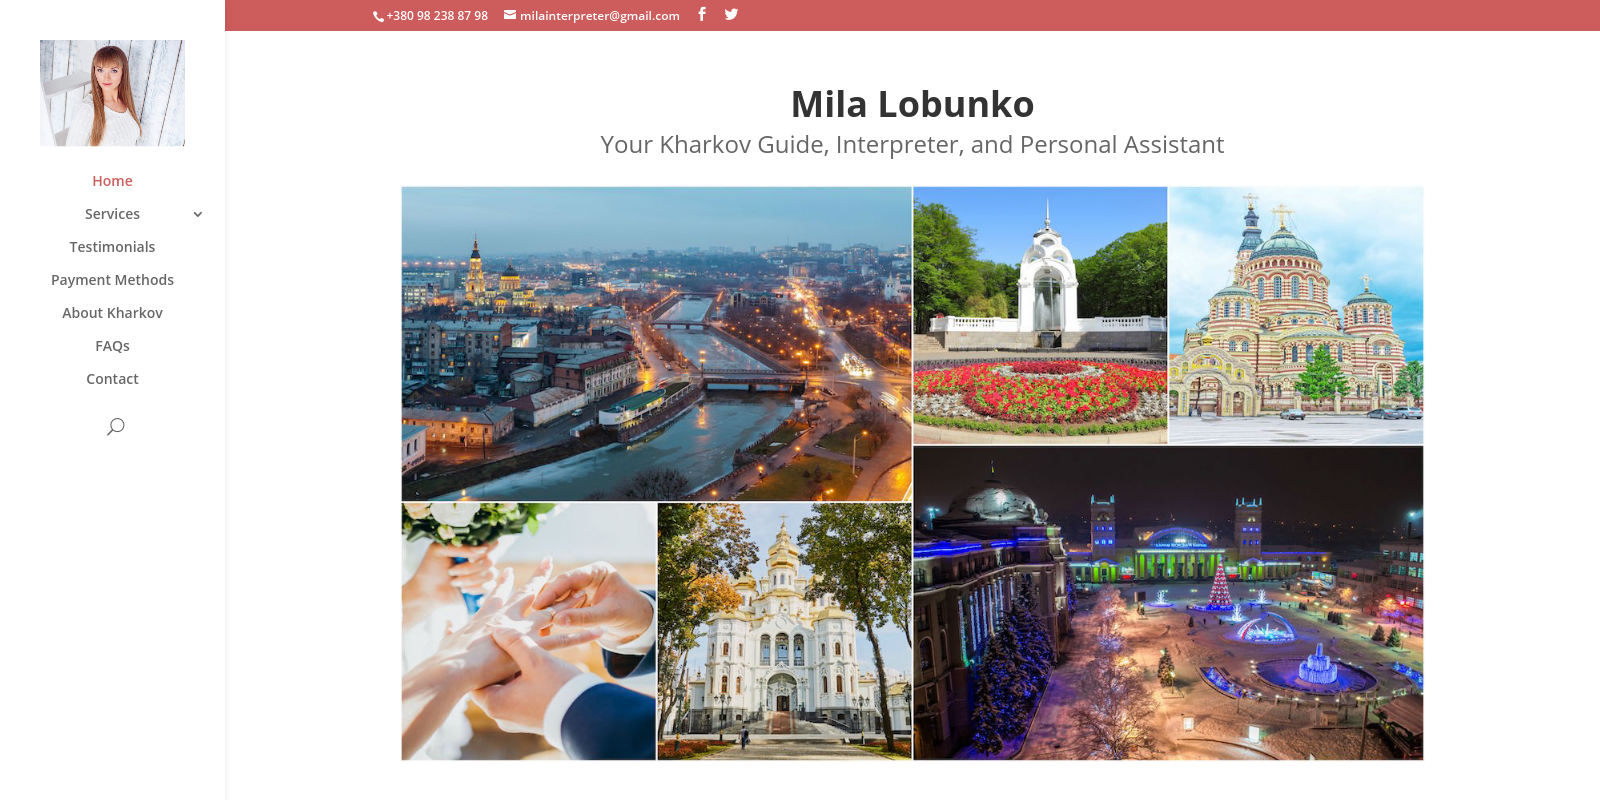 +380 98 238 87 98
milainterpreter@gmail.com
Home
Services
Testimonials
Payment Methods
About Kharkov
FAQs
Contact
Mila Lobunko
Your Kharkov Guide, Interpreter, and Personal Assistant